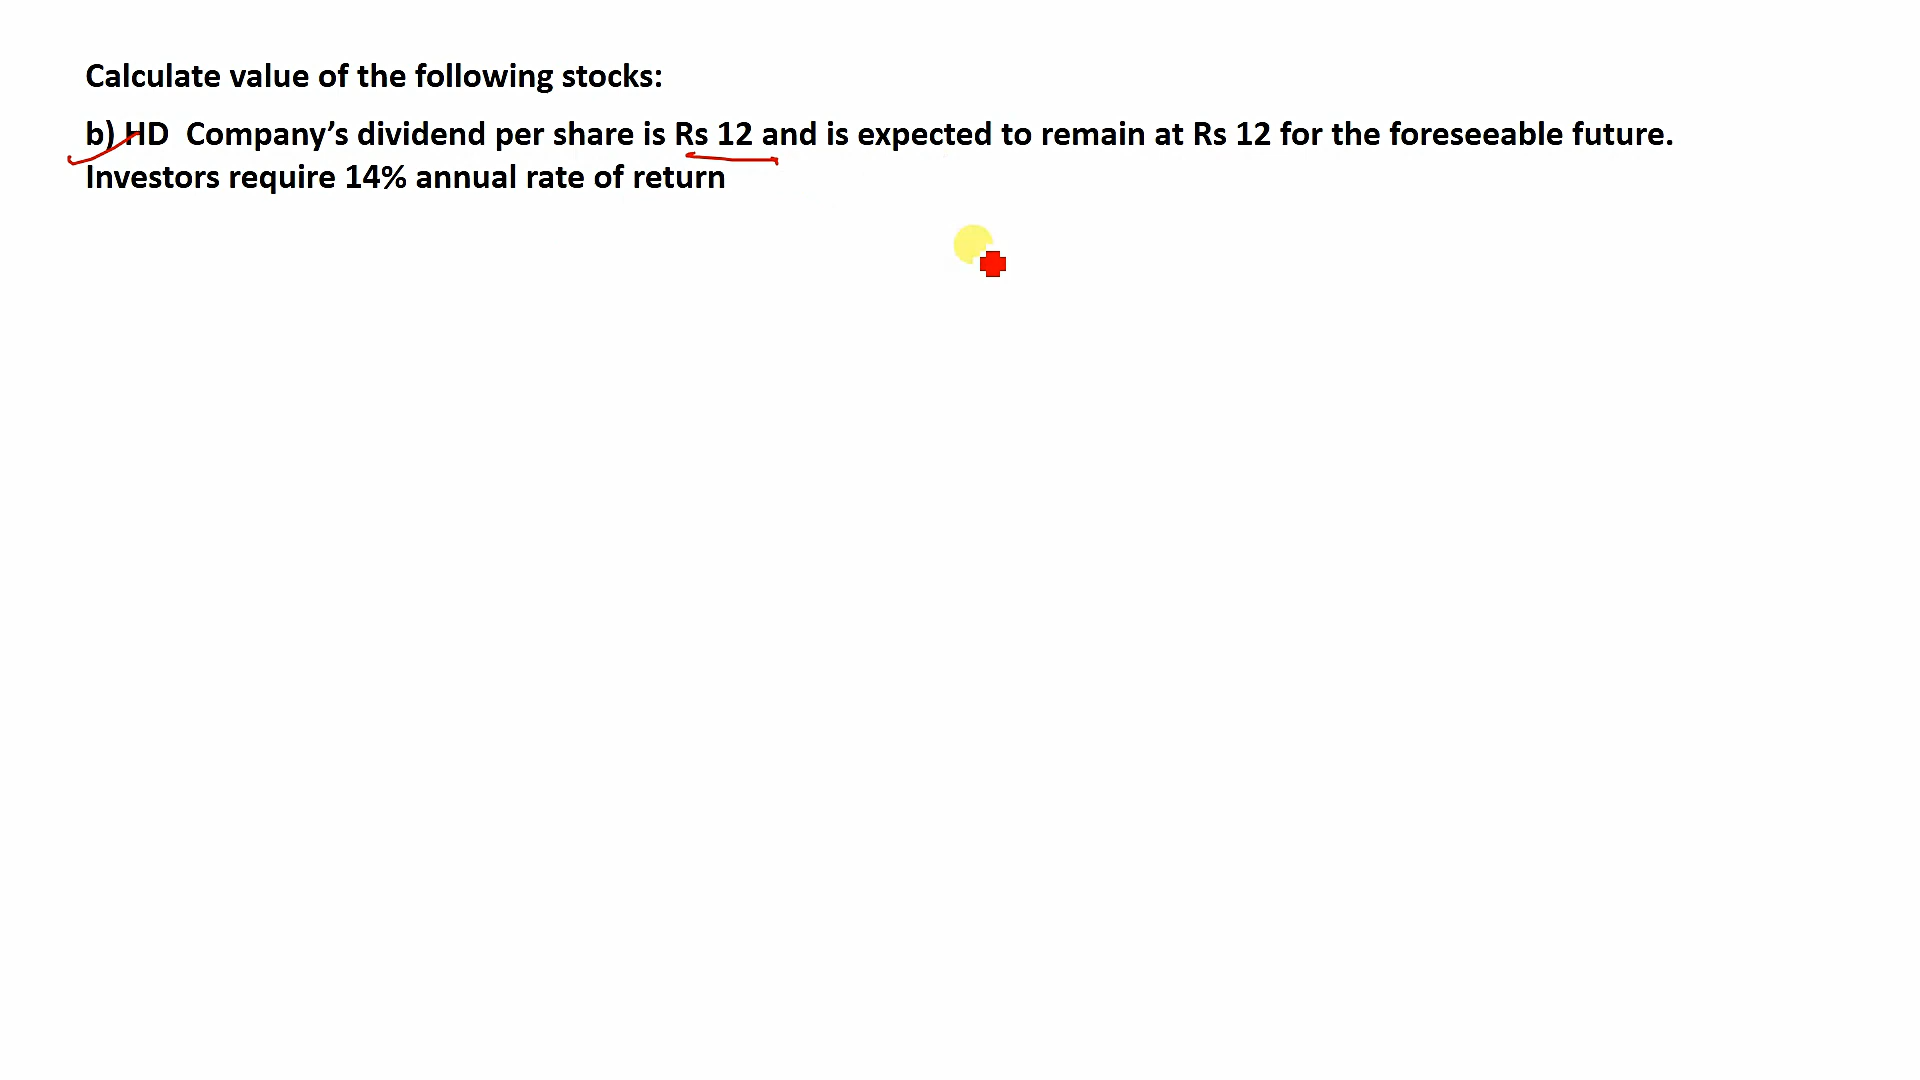 Calculate value of the following stocks:
b) HD  Company’s dividend per share is Rs 12 and is expected to remain at Rs 12 for the foreseeable future.
Investors require 14% annual rate of return